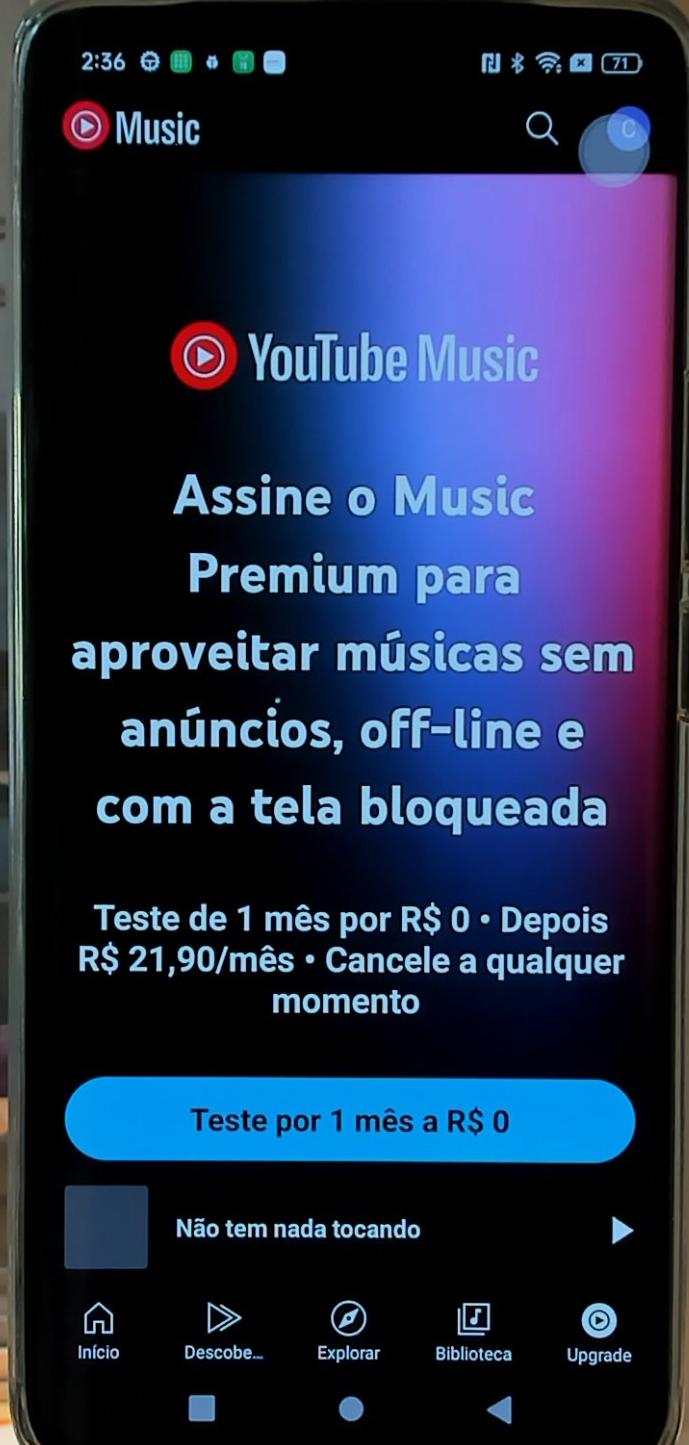 2:36
71
Music
C
YouTube Music
Assine o Music
Premium para
aproveitar músicas sem
anúncios, off-line e
com a tela bloqueada
Teste de 1 mês por R$ 0 • Depois
R$ 21,90/mês • Cancele a qualquer
momento
Teste por 1 mês a R$ 0
Não tem nada tocando
Início
Descobe...
Explorar
Biblioteca
Upgrade